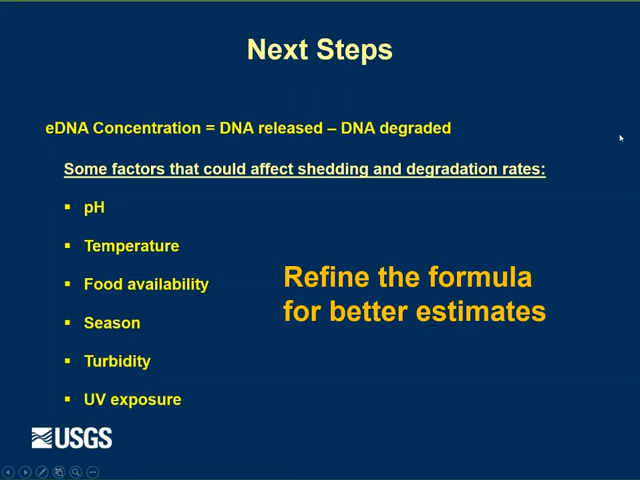 Next Steps
eDNA Concentration = DNA released – DNA degraded
Some factors that could affect shedding and degradation rates:
▪ pH
▪ Temperature
▪ Food availability
▪ Season
▪ Turbidity
▪ UV exposure
Refine the formula
for better estimates
USGS